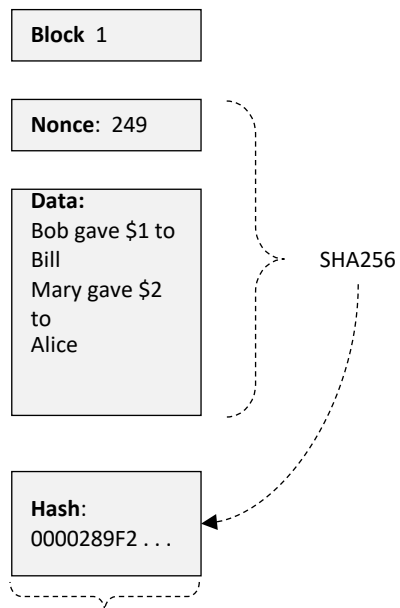 Block 1
Nonce: 249
Data:
Bob gave $1 to
Bill
Mary gave $2
to
Alice
SHA256
Hash:
0000289F2 . . .